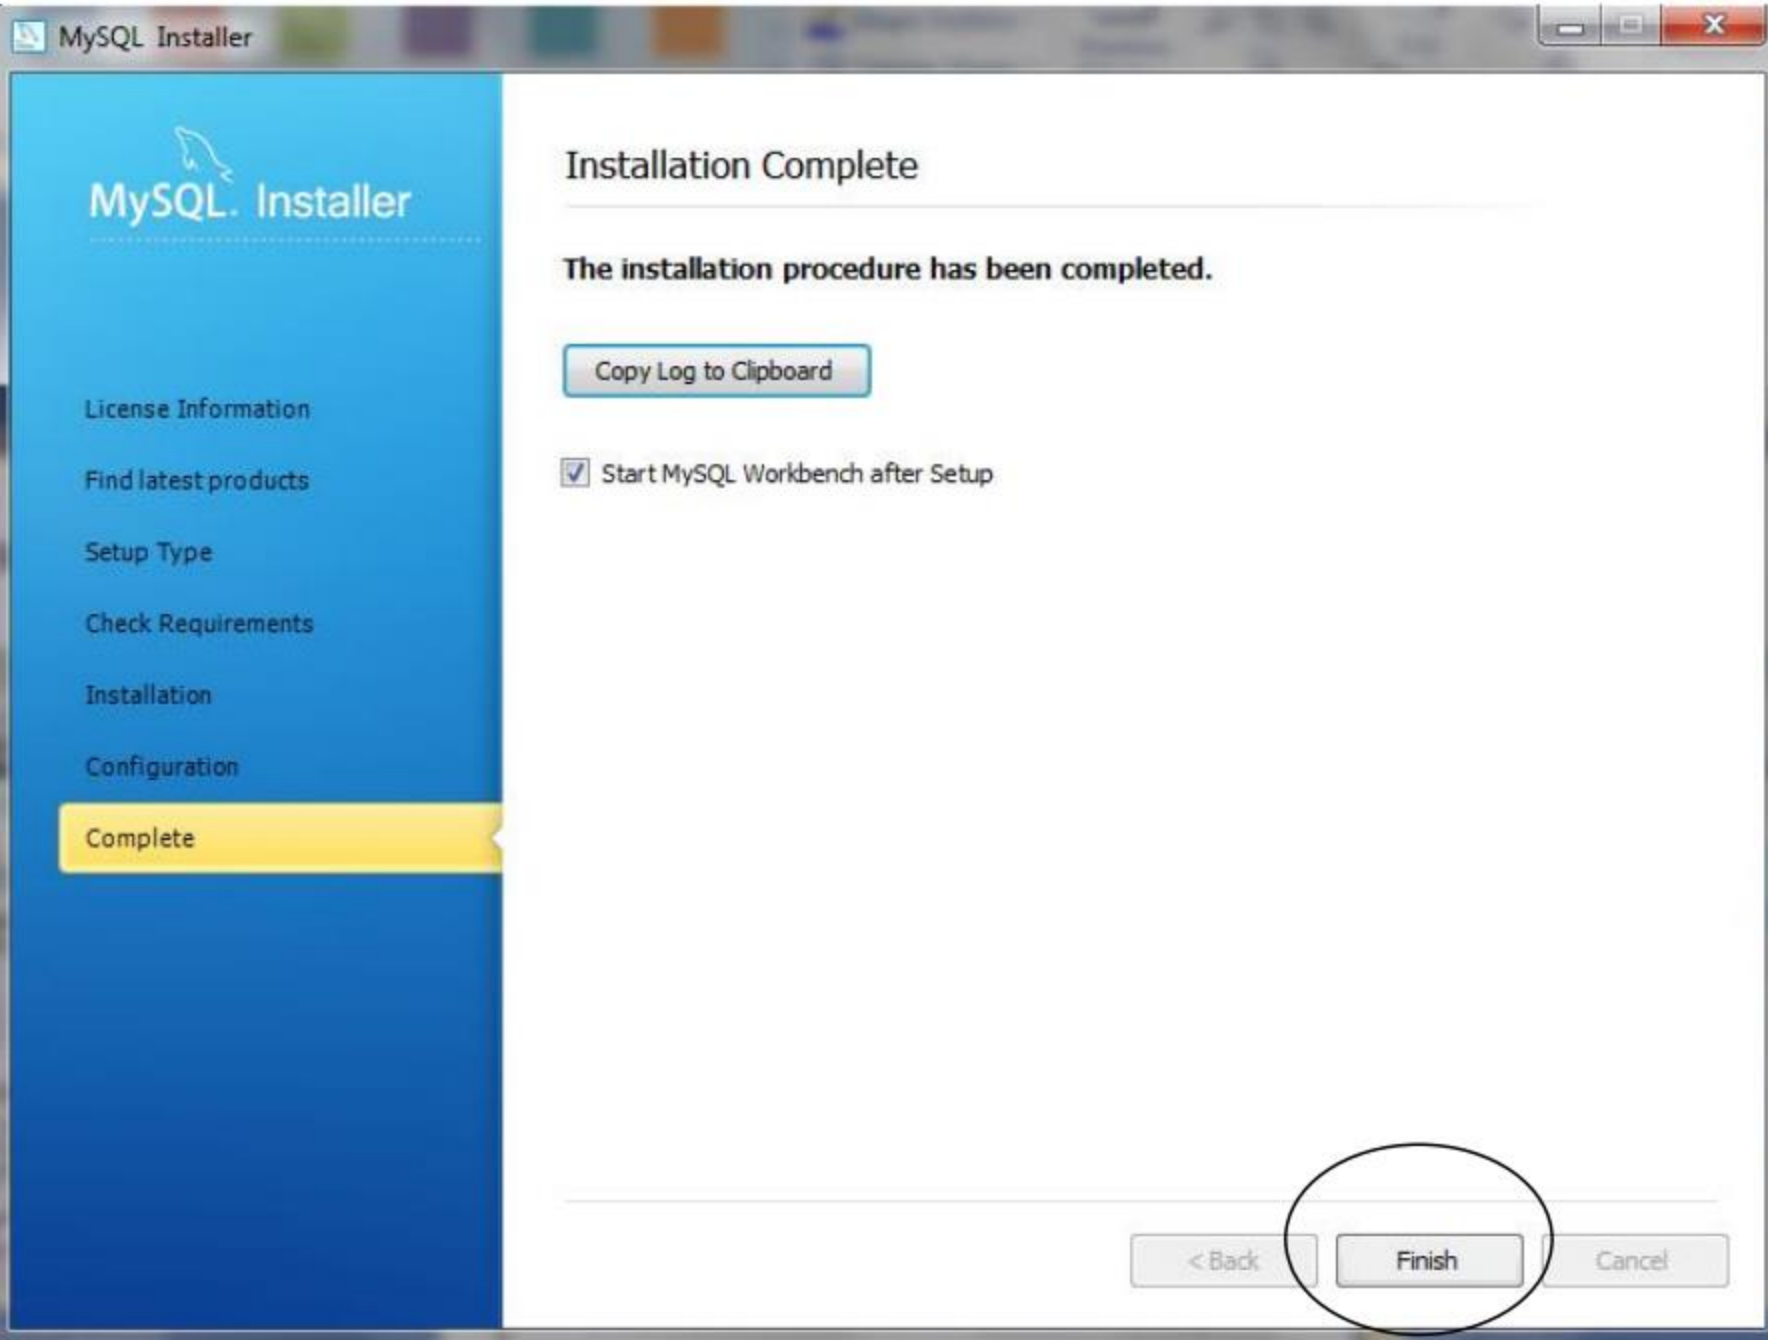 MySQL Installer
MySQL. Installer
License Information
Find latest products
Setup Type
Check Requirements
Installation
Configuration
Complete
Installation Complete
The installation procedure has been completed.
Copy Log to Clipboard
Start MySQL Workbench after Setup
< Back
Finish
Cancel